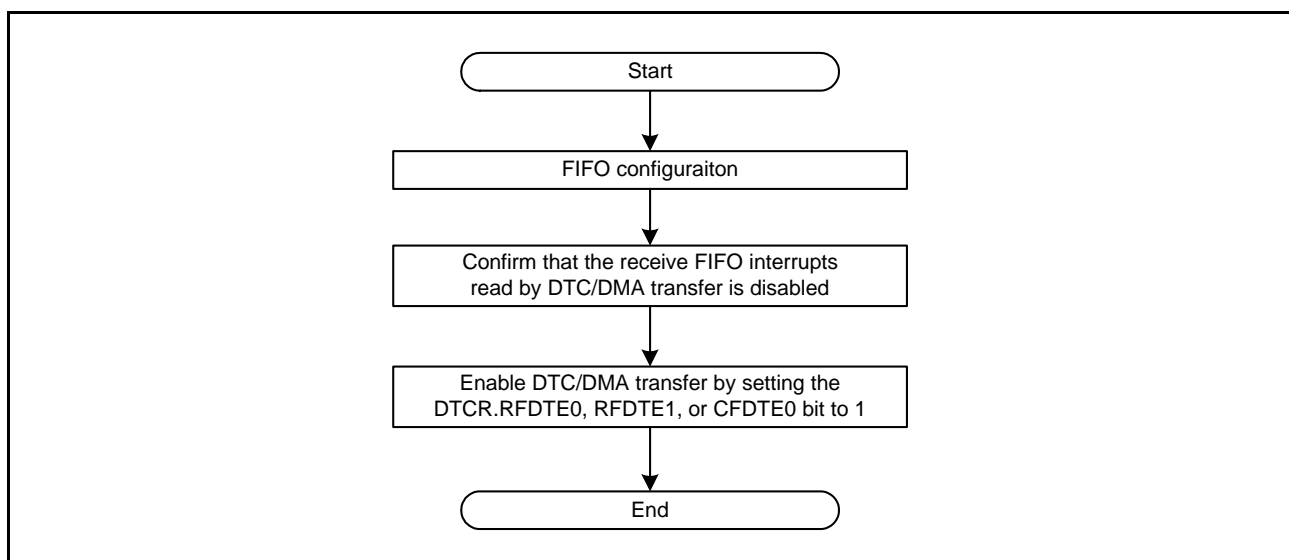 Start
FIFO configuraiton
Confirm that the receive FIFO interrupts
read by DTC/DMA transfer is disabled
Enable DTC/DMA transfer by setting the
DTCR.RFDTE0, RFDTE1, or CFDTE0 bit to 1
End